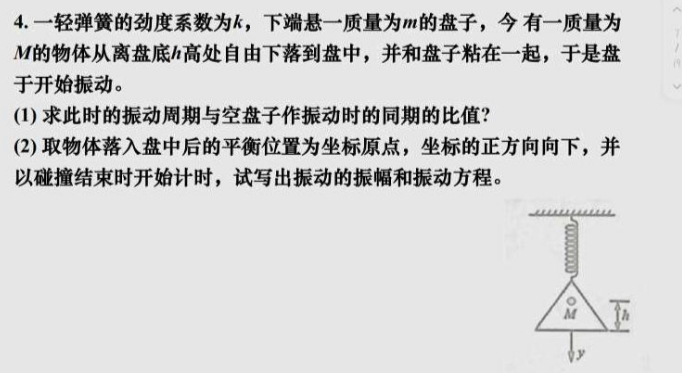 4. 一轻弹簧的劲度系数为k，下端悬一质量为m的盘子，今有一质量为
M的物体从离盘底h高处自由下落到盘中，并和盘子粘在一起，于是盘
子开始振动。
(1) 求此时的振动周期与空盘子作振动时的同期的比值?
(2) 取物体落入盘中后的平衡位置为坐标原点，坐标的正方向向下，并
以碰撞结束时开始计时，试写出振动的振幅和振动方程。
M
h
y